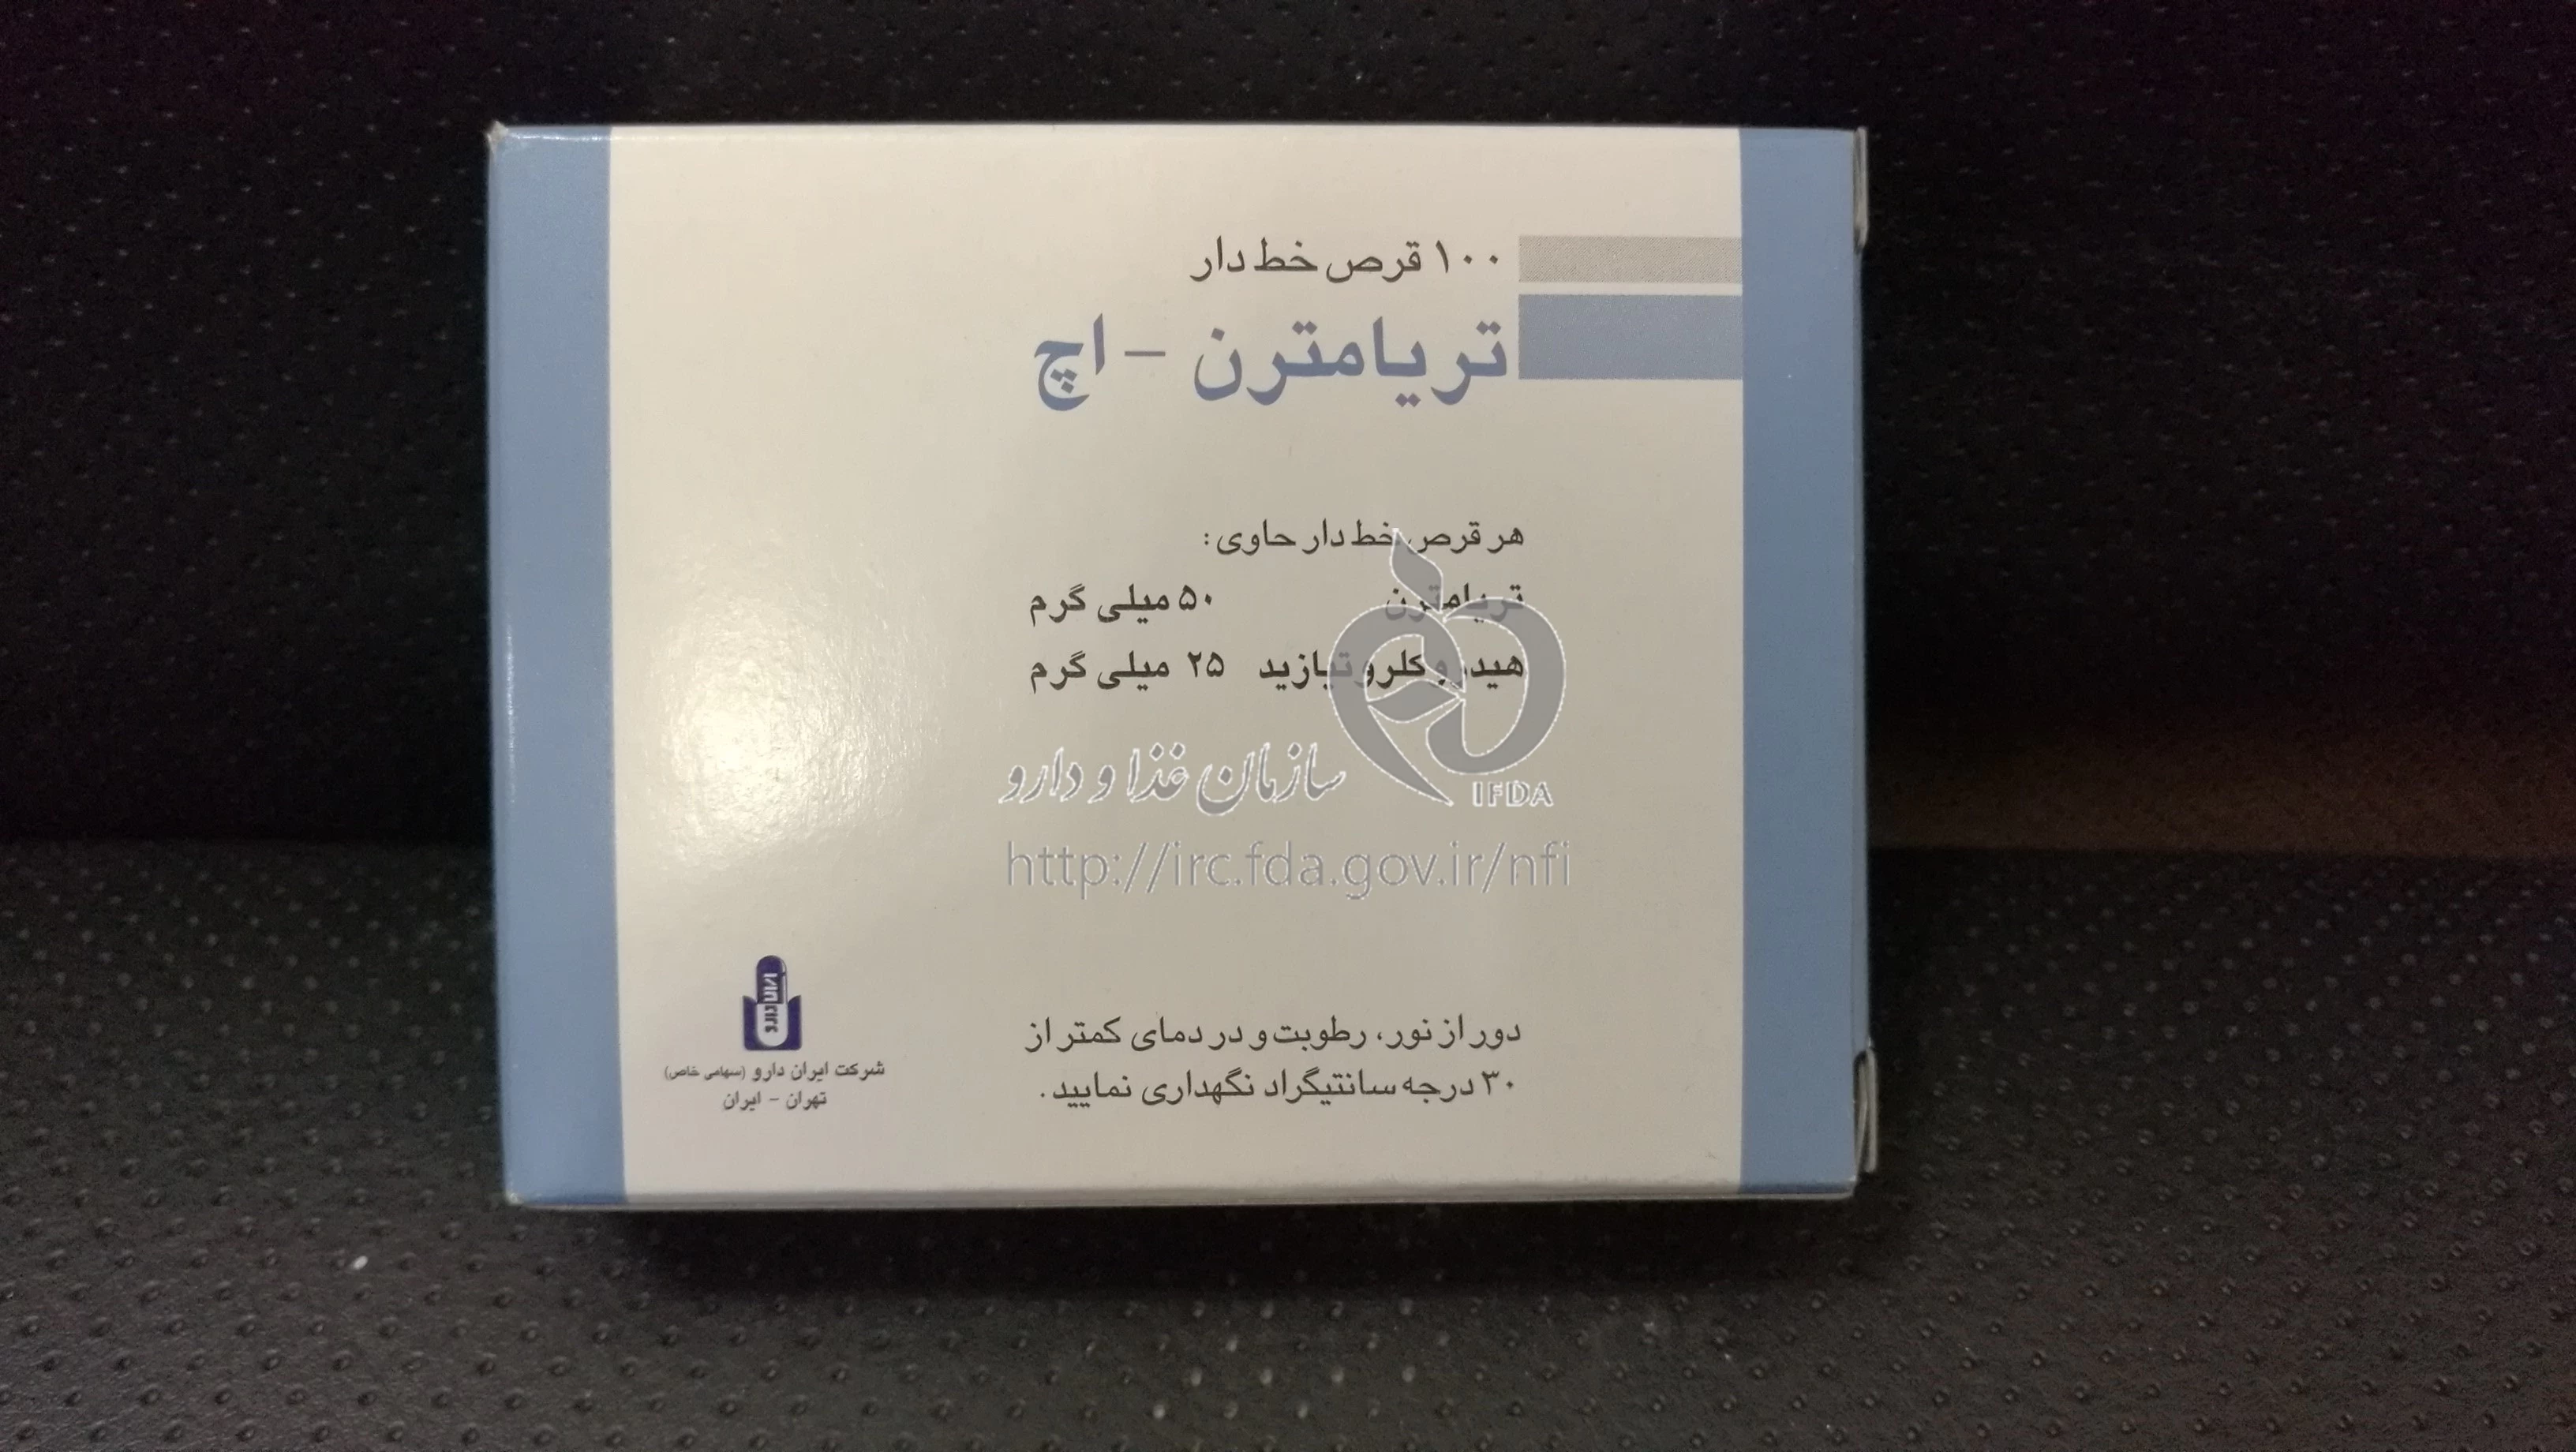 ۱۰۰ قرص خط دار
تریامترن - اچ
هر قرص خط دار حاوی:
تریامترن ۵۰ میلی گرم
هیدروکلروتیازید ۲۵ میلی گرم
IFDA
سازمان غذا و دارو
http://irc.fda.gov.ir/nfi
دور از نور، رطوبت و در دمای کمتر از
۳۰ درجه سانتیگراد نگهداری نمایید.
شرکت ایران دارو (سهامی خاص)
تهران - ایران